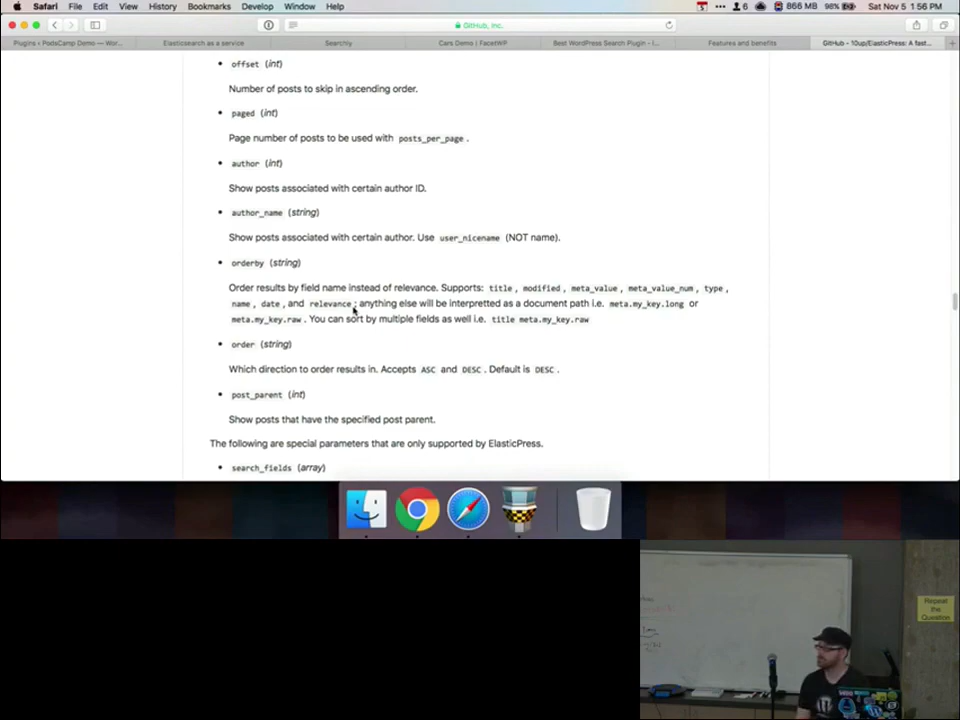 Safari File Edit View History Bookmarks Develop Window Help
6 866 MB 98% Sat Nov 5 1:56 PM
GitHub, Inc.
Plugins ‹ PodsCamp Demo — Wor... Elasticsearch as a service Searchly Cars Demo | FacetWP Best WordPress Search Plugin - I... Features and benefits GitHub - 10up/ElasticPress: A fast...
• offset (int)
Number of posts to skip in ascending order.
• paged (int)
Page number of posts to be used with posts_per_page .
• author (int)
Show posts associated with certain author ID.
• author_name (string)
Show posts associated with certain author. Use user_nicename (NOT name).
• orderby (string)
Order results by field name instead of relevance. Supports: title , modified , meta_value , meta_value_num , type ,
name , date , and relevance ; anything else will be interpretted as a document path i.e. meta.my_key.long or
meta.my_key.raw . You can sort by multiple fields as well i.e. title meta.my_key.raw
• order (string)
Which direction to order results in. Accepts ASC and DESC . Default is DESC .
• post_parent (int)
Show posts that have the specified post parent.
The following are special parameters that are only supported by ElasticPress.
• search_fields (array)
Repeat
the
Question